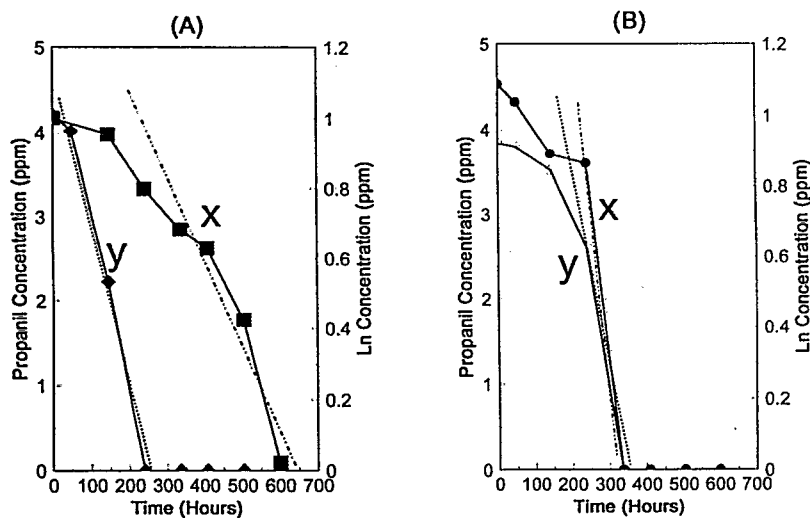 (A)
5
4
3
2
1
0
Propanil Concentration (ppm)
1.2
1
0.8
0.6
0.4
0.2
0
Ln Concentration (ppm)
x
y
0 100 200 300 400 500 600 700
Time (Hours)
(B)
5
4
3
2
1
0
Propanil Concentration (ppm)
1.2
1
0.8
0.6
0.4
0.2
0
Ln Concentration (ppm)
x
y
0 100 200 300 400 500 600 700
Time (Hours)